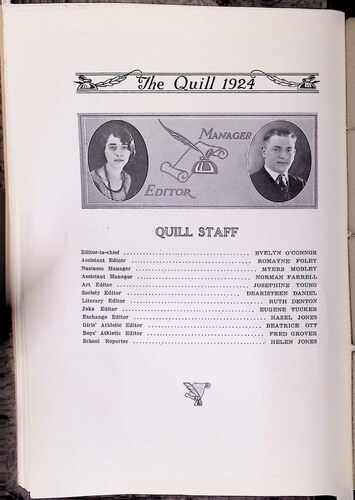 The Quill 1924
MANAGER
EDITOR
QUILL STAFF
Editor-in-chief EVELYN O'CONNOR
Assistant Ediotr ROMAYNE FOLEY
Business Manager MYERS MOBLEY
Assistant Manager NORMAN FARRELL
Art Editor JOSEPHINE YOUNG
Society Editor DEARISTEEN DANIEL
Literary Editor RUTH DENTON
Joke Editor EUGENE TUCKER
Exchange Editor HAZEL JONES
Girls' Athletic Editor BEATRICE OTT
Boys' Athletic Editor FRED GROVER
School Reporter HELEN JONES